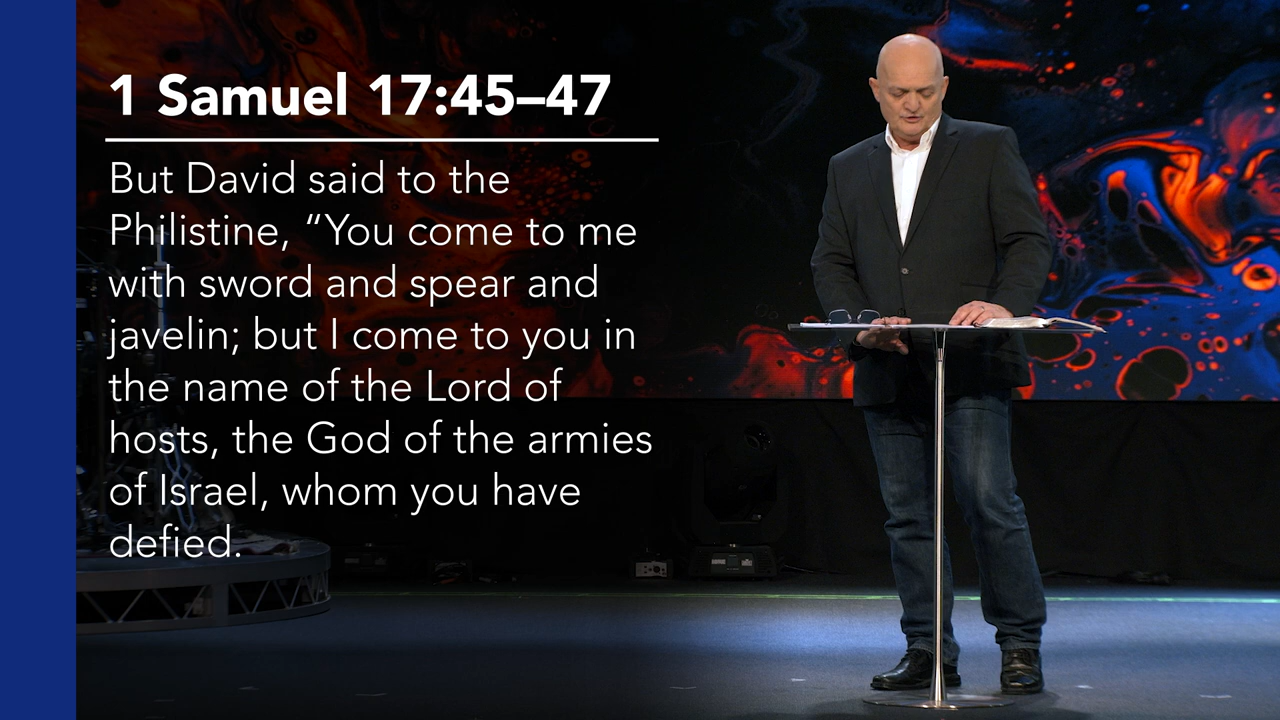 1 Samuel 17:45–47
But David said to the
Philistine, “You come to me
with sword and spear and
javelin; but I come to you in
the name of the Lord of
hosts, the God of the armies
of Israel, whom you have
defied.